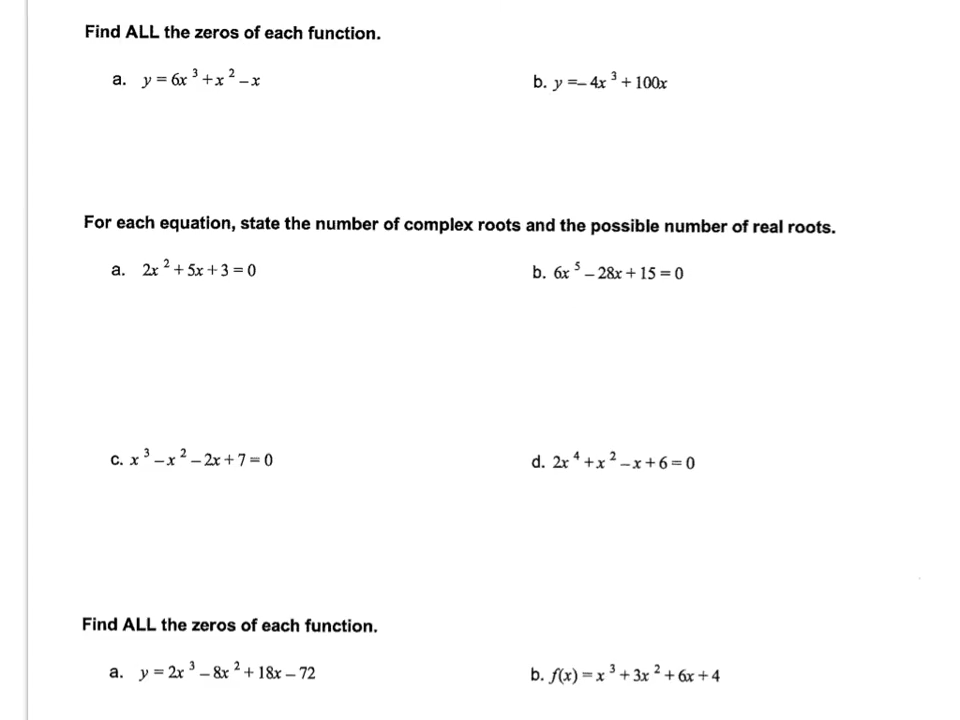 Find ALL the zeros of each function.
a. y = 6x³ + x² – x
b. y = – 4x³ + 100x
For each equation, state the number of complex roots and the possible number of real roots.
a. 2x² + 5x + 3 = 0
b. 6x⁵ – 28x + 15 = 0
c. x³ – x² – 2x + 7 = 0
d. 2x⁴ + x² – x + 6 = 0
Find ALL the zeros of each function.
a. y = 2x³ – 8x² + 18x – 72
b. f(x) = x³ + 3x² + 6x + 4